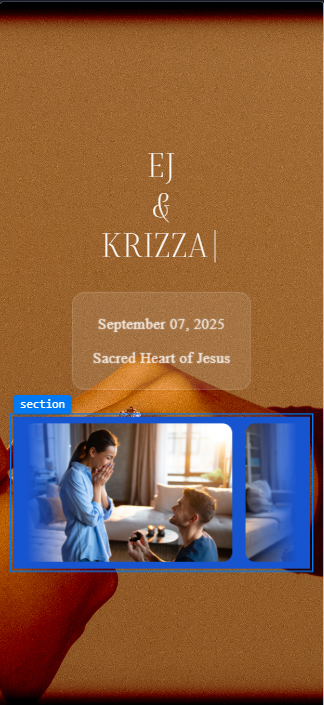 EJ
&
KRIZZA|
September 07, 2025
Sacred Heart of Jesus
section